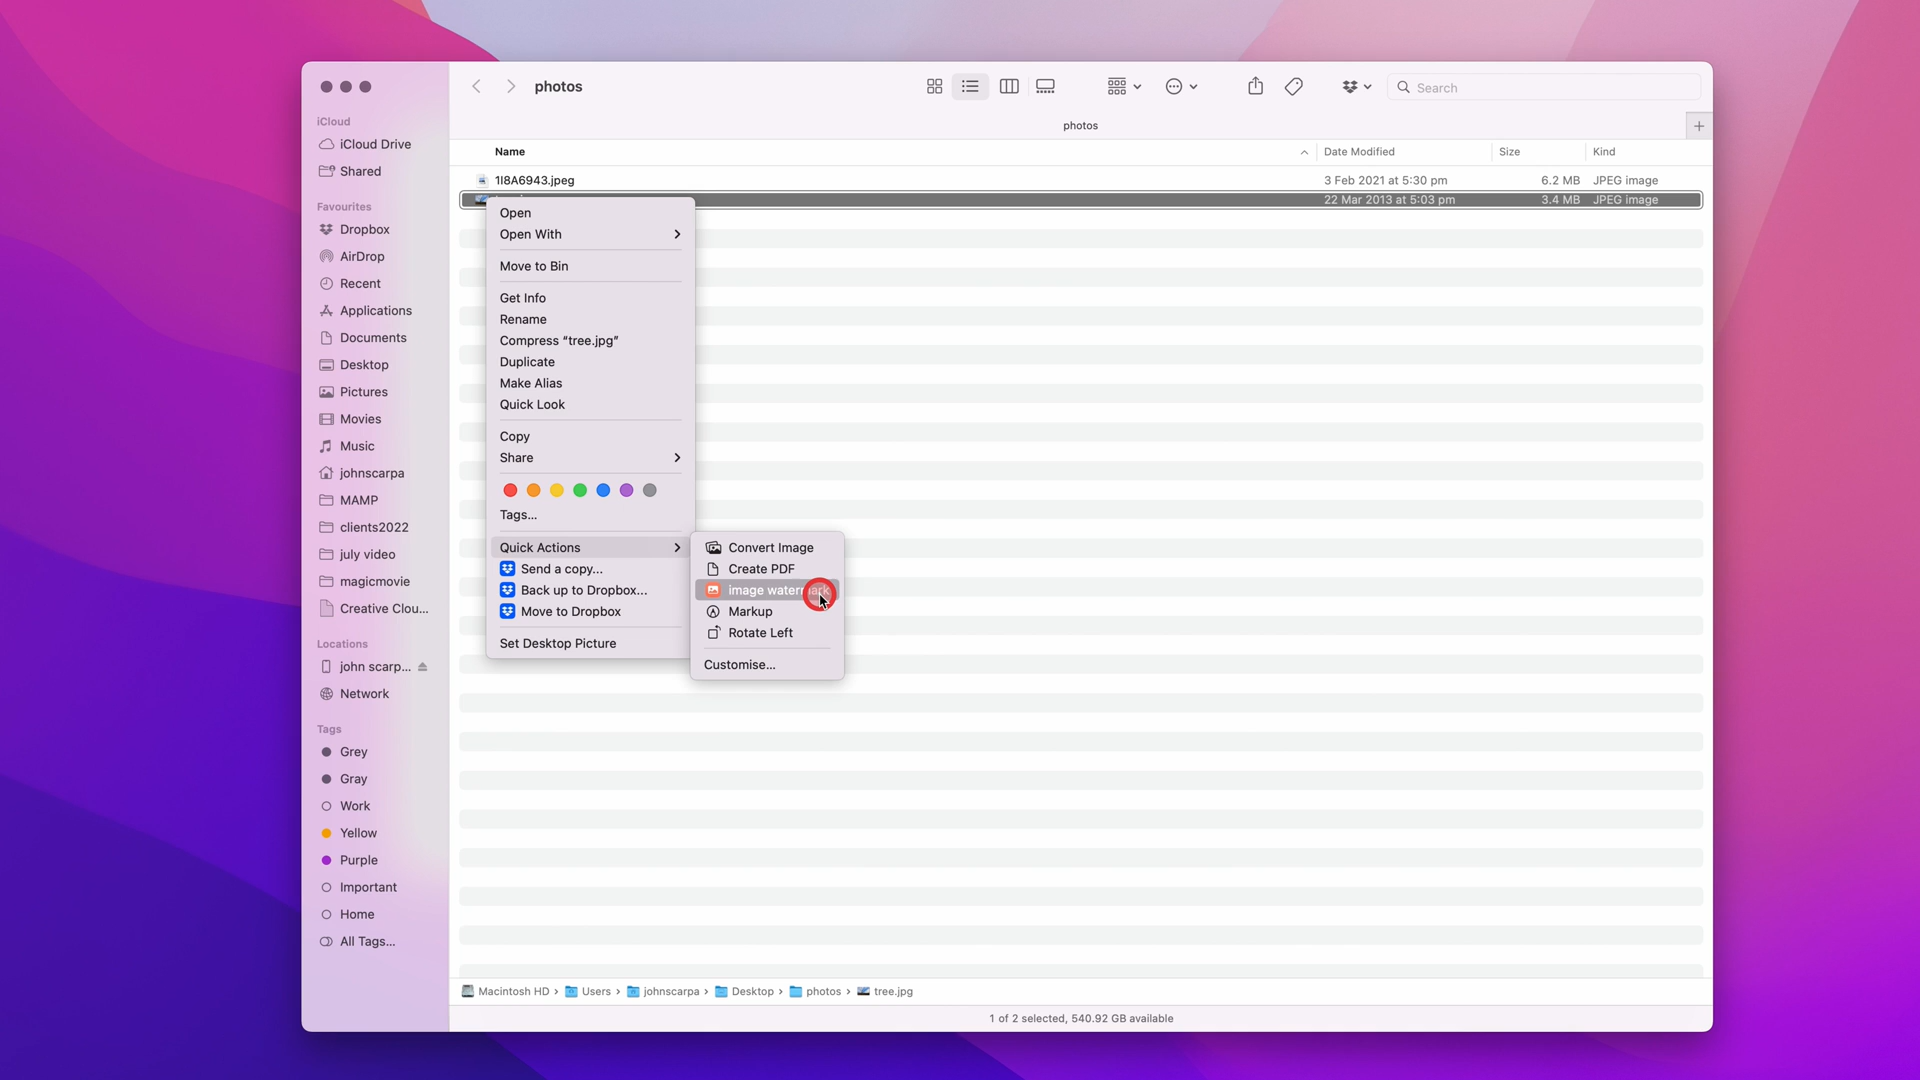 photos
Search
photos
Name
Date Modified
Size
Kind
1I8A6943.jpeg
3 Feb 2021 at 5:30 pm
6.2 MB
JPEG image
22 Mar 2013 at 5:03 pm
3.4 MB
JPEG image
iCloud
iCloud Drive
Shared
Favourites
Dropbox
AirDrop
Recent
Applications
Documents
Desktop
Pictures
Movies
Music
johnscarpa
MAMP
clients2022
july video
magicmovie
Creative Clou...
Locations
john scarp...
Network
Tags
Grey
Gray
Work
Yellow
Purple
Important
Home
All Tags...
Open
Open With
Move to Bin
Get Info
Rename
Compress “tree.jpg”
Duplicate
Make Alias
Quick Look
Copy
Share
Tags...
Quick Actions
Send a copy...
Back up to Dropbox...
Move to Dropbox
Set Desktop Picture
Convert Image
Create PDF
image watermark
Markup
Rotate Left
Customise...
Macintosh HD › Users › johnscarpa › Desktop › photos › tree.jpg
1 of 2 selected, 540.92 GB available